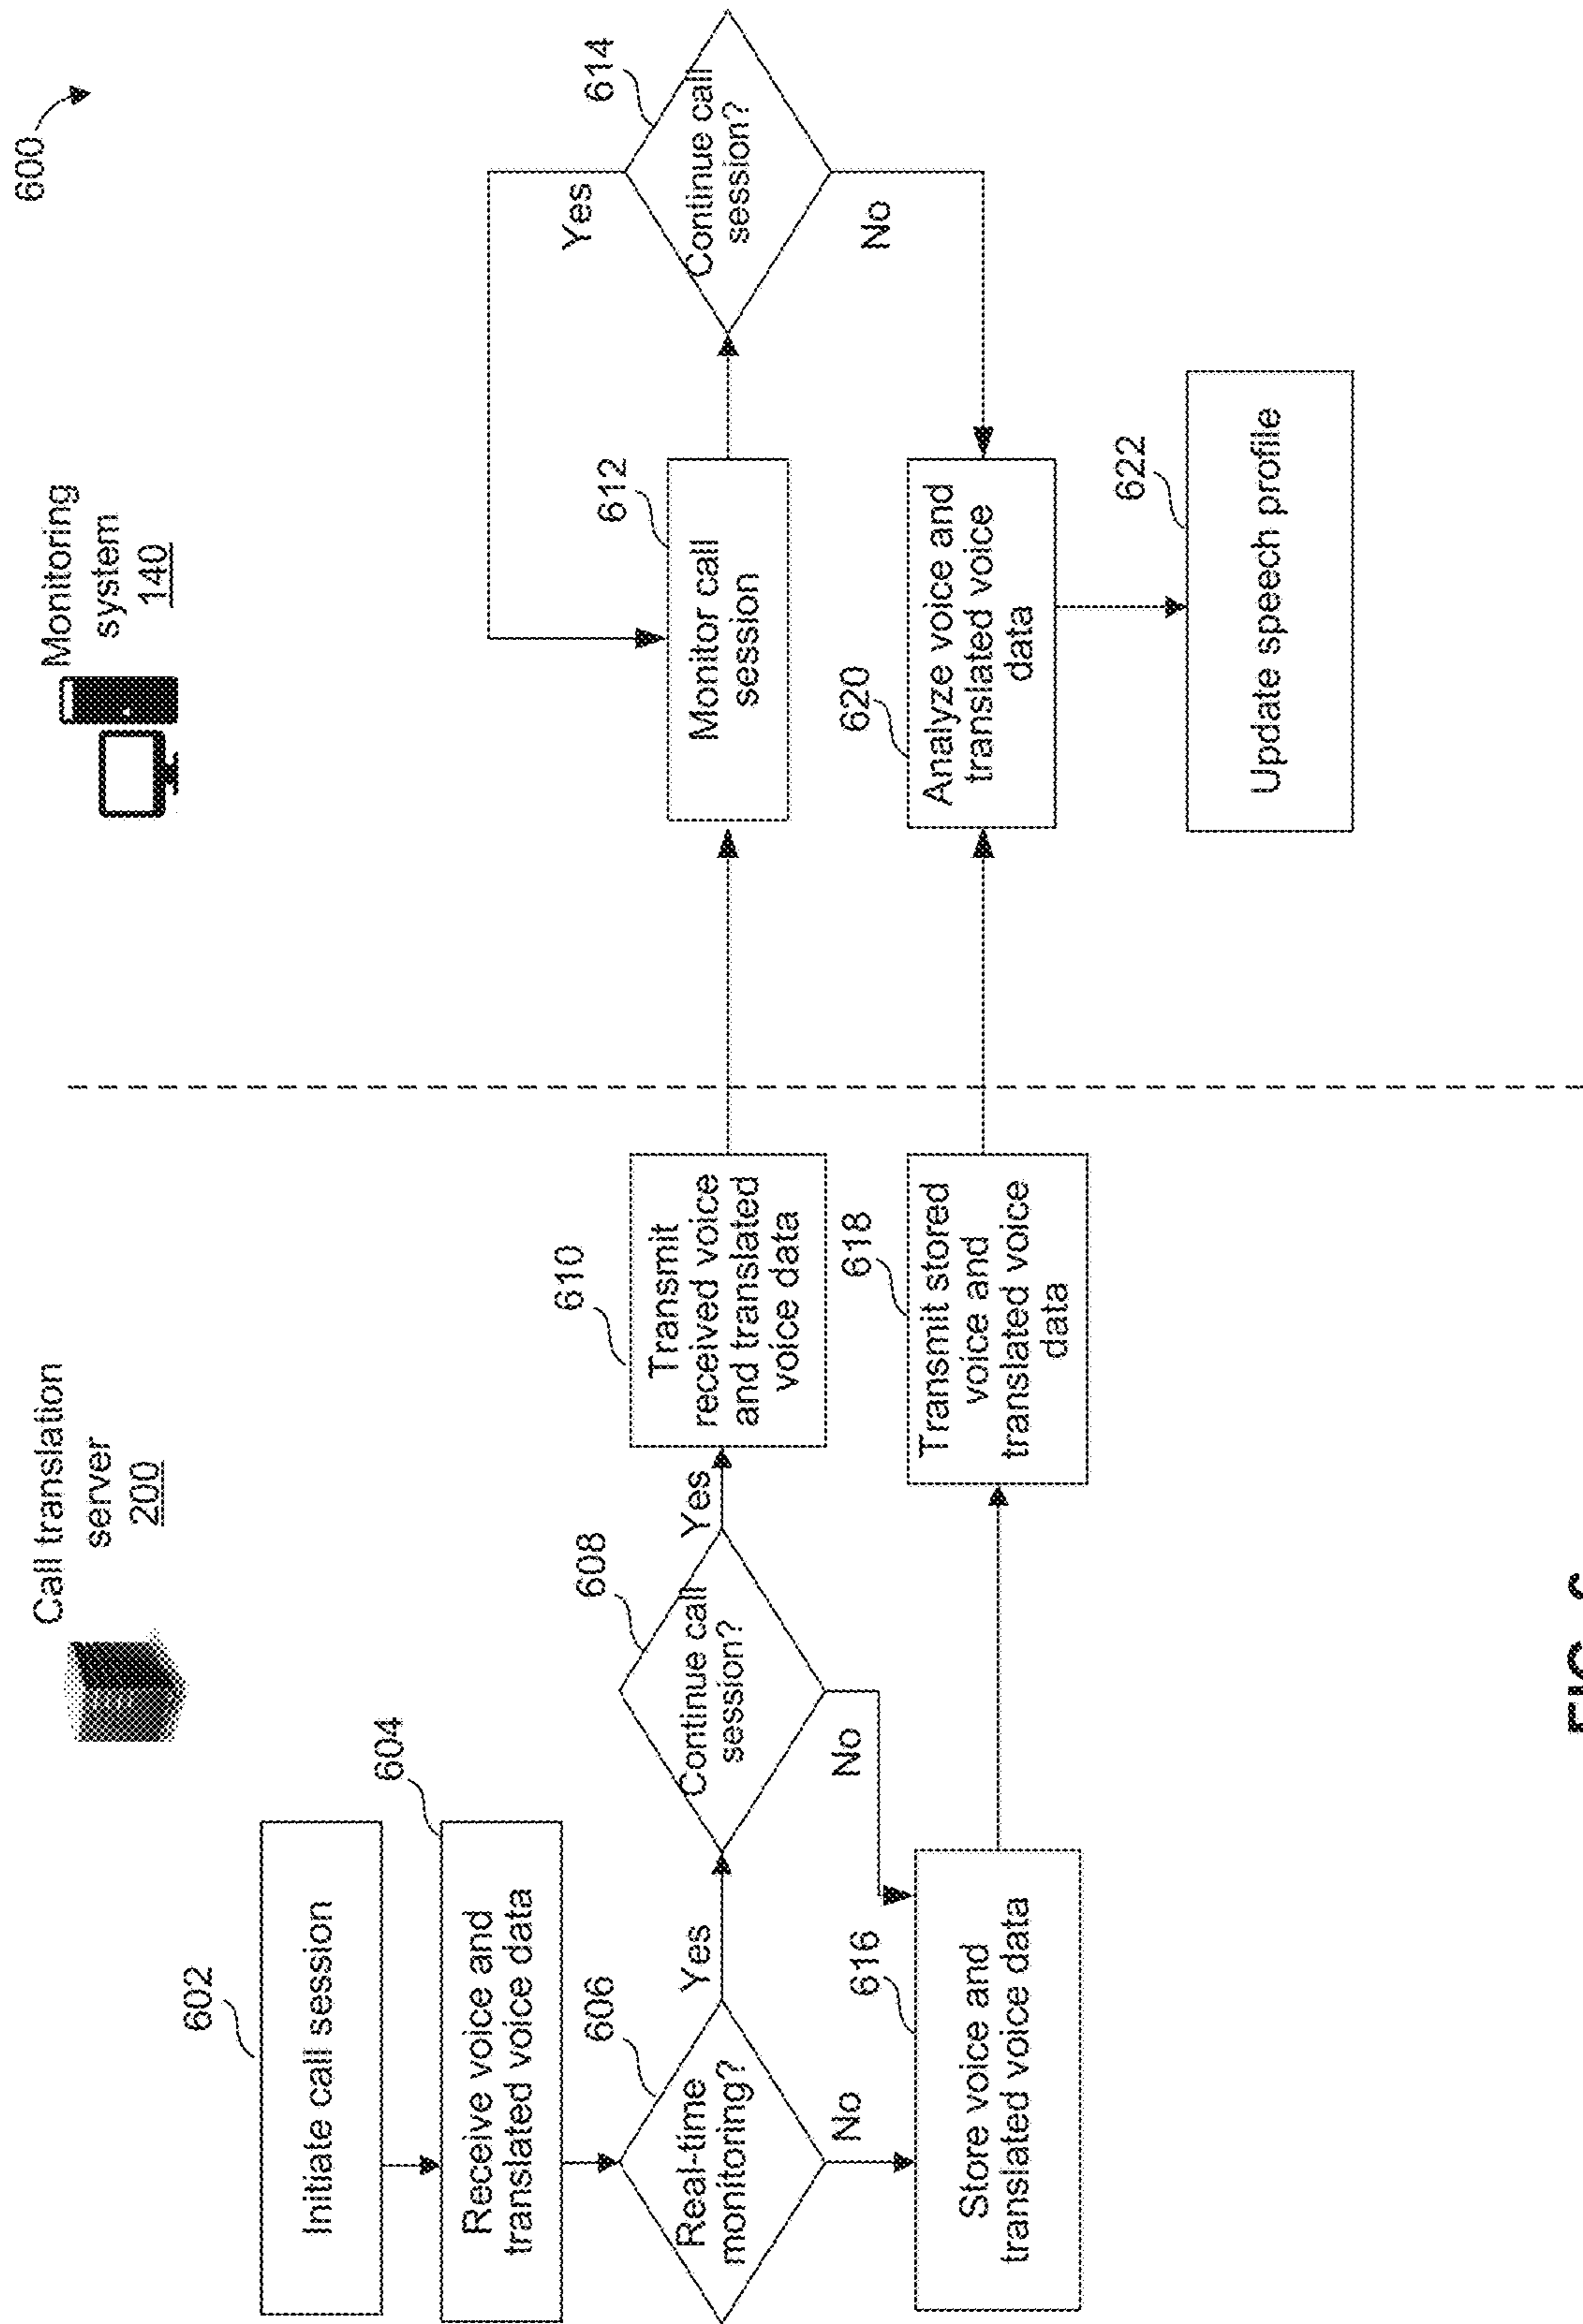 600
Call translation
server
200
Monitoring
system
140
602
Initiate call session
604
Receive voice and
translated voice data
606
Real-time
monitoring?
Yes
No
608
Continue call
session?
Yes
No
610
Transmit
received voice
and translated
voice data
612
Monitor call
session
614
Continue call
session?
Yes
No
616
Store voice and
translated voice data
618
Transmit stored
voice and
translated voice
data
620
Analyze voice and
translated voice
data
622
Update speech profile